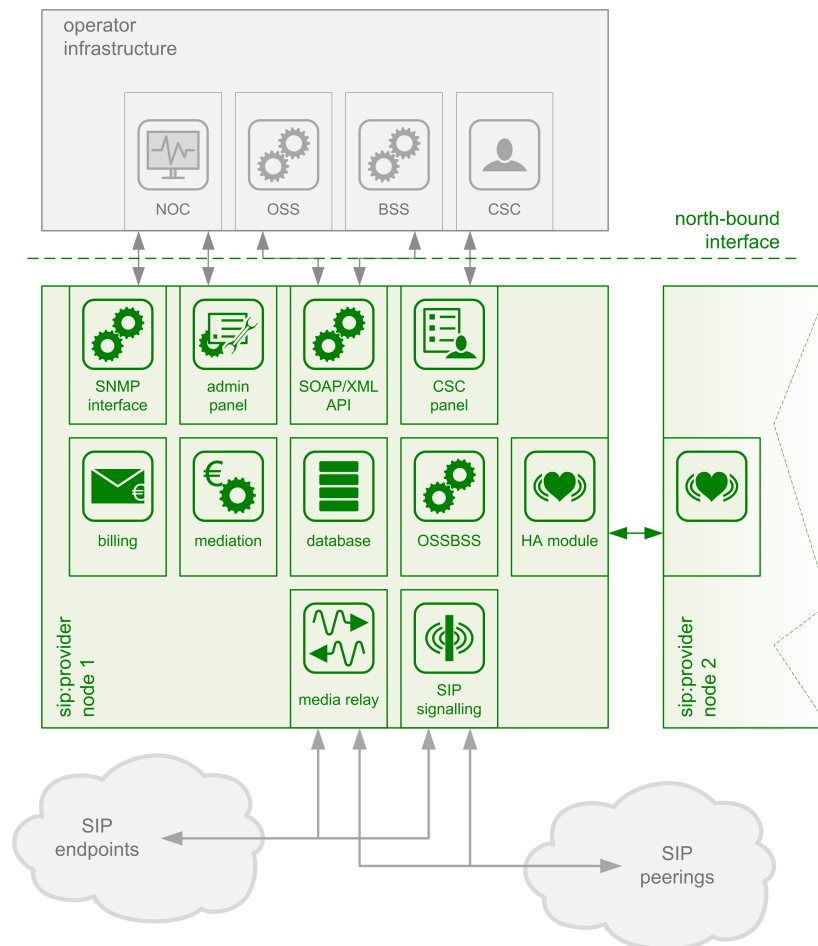 operator
infrastructure
NOC
OSS
BSS
CSC
north-bound
interface
SNMP
interface
admin
panel
SOAP/XML
API
CSC
panel
€
€
billing
mediation
database
OSSBSS
HA module
media relay
SIP
signalling
sip:provider
node 1
sip:provider
node 2
SIP
endpoints
SIP
peerings